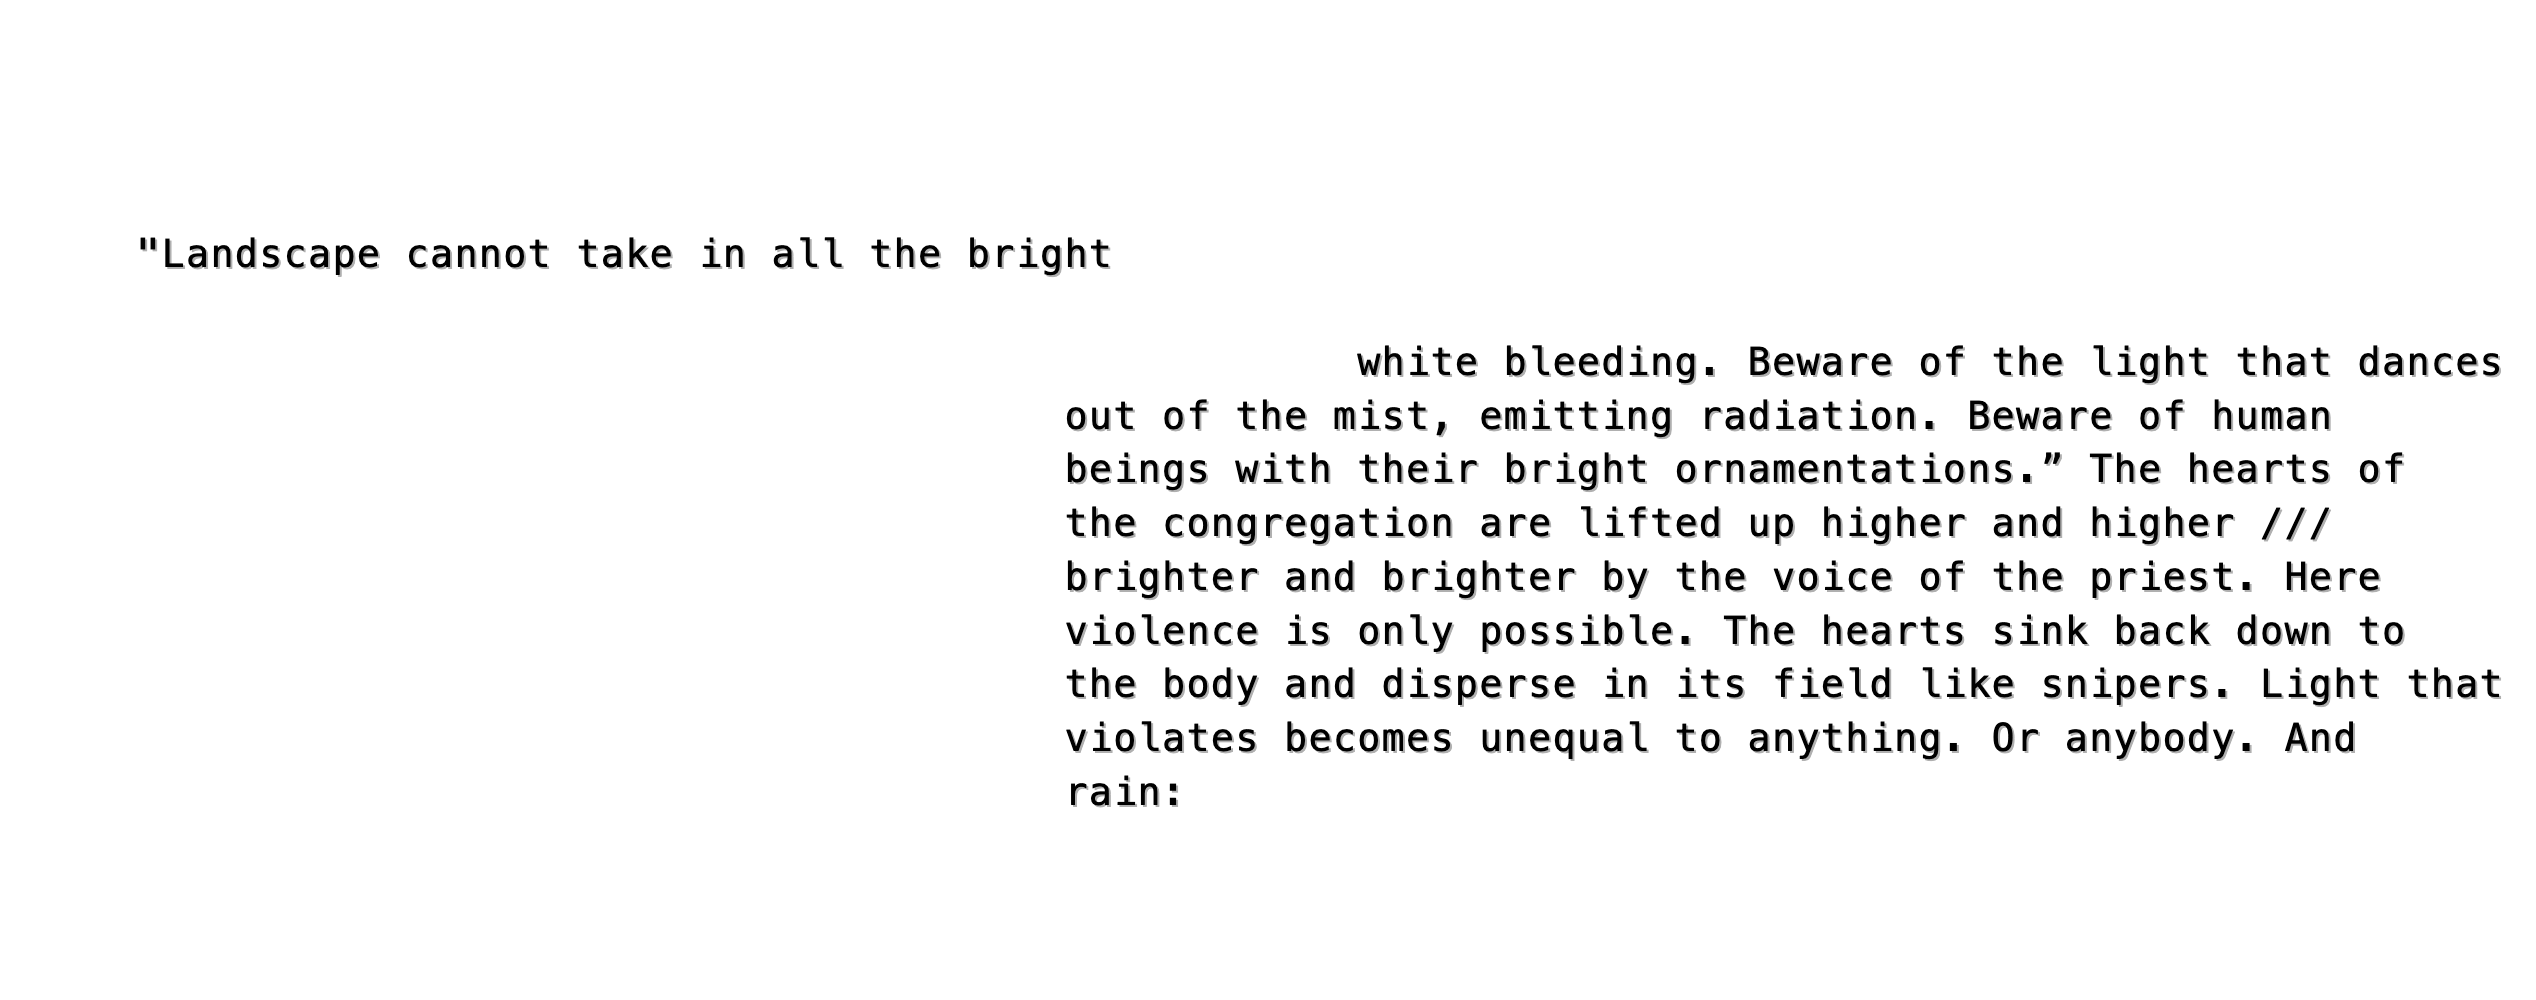 "Landscape cannot take in all the bright
white bleeding. Beware of the light that dances
out of the mist, emitting radiation. Beware of human
beings with their bright ornamentations.” The hearts of
the congregation are lifted up higher and higher ///
brighter and brighter by the voice of the priest. Here
violence is only possible. The hearts sink back down to
the body and disperse in its field like snipers. Light that
violates becomes unequal to anything. Or anybody. And
rain: